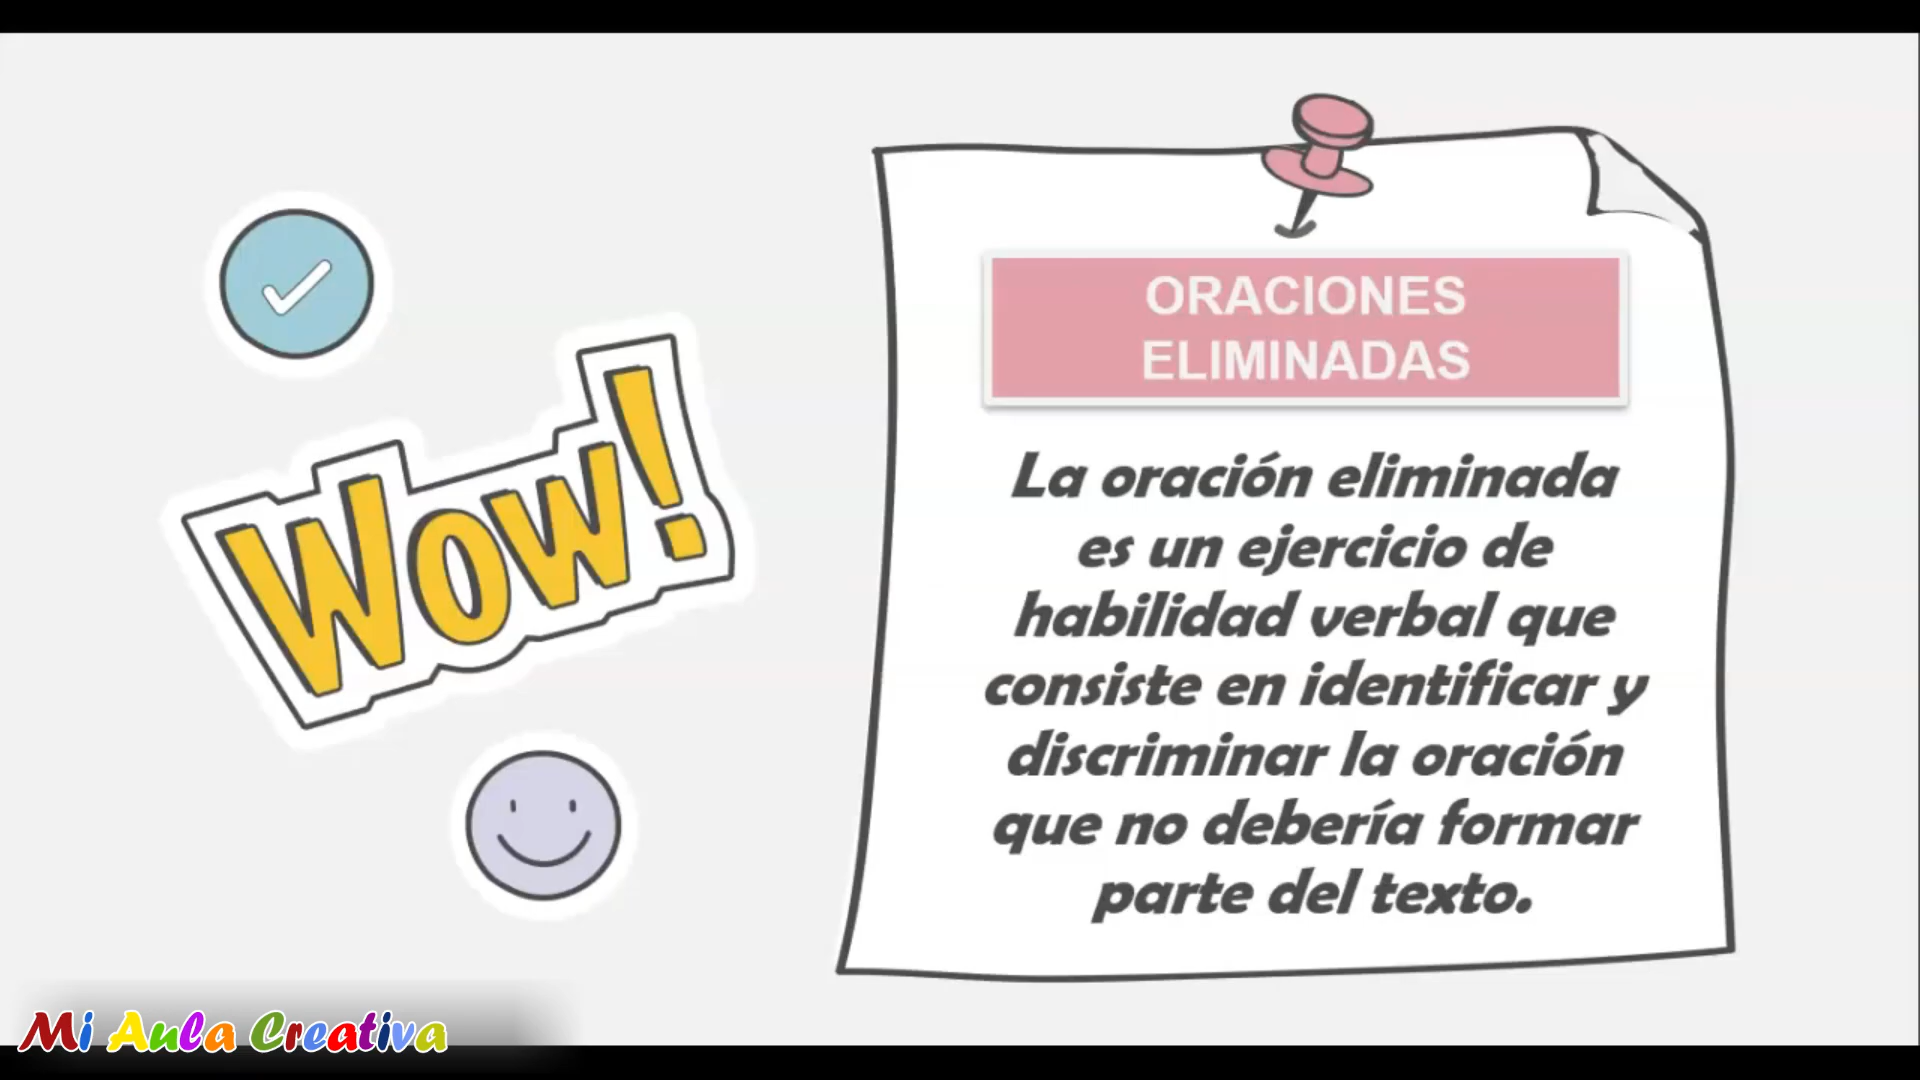 Wow!
ORACIONES
ELIMINADAS
La oración eliminada
es un ejercicio de
habilidad verbal que
consiste en identificar y
discriminar la oración
que no debería formar
parte del texto.
Mi Aula Creativa